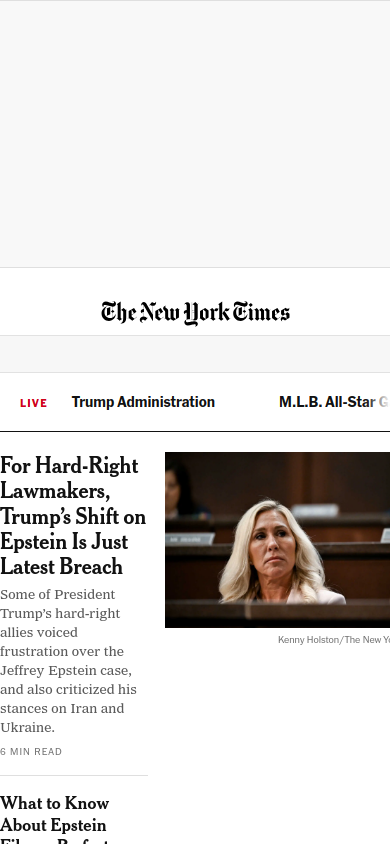 The New York Times
LIVE
Trump Administration
M.L.B. All-Star G
For Hard-Right
Lawmakers,
Trump’s Shift on
Epstein Is Just
Latest Breach
Some of President
Trump’s hard-right
allies voiced
frustration over the
Jeffrey Epstein case,
and also criticized his
stances on Iran and
Ukraine.
6 MIN READ
Kenny Holston/The New Yo
What to Know
About Epstein